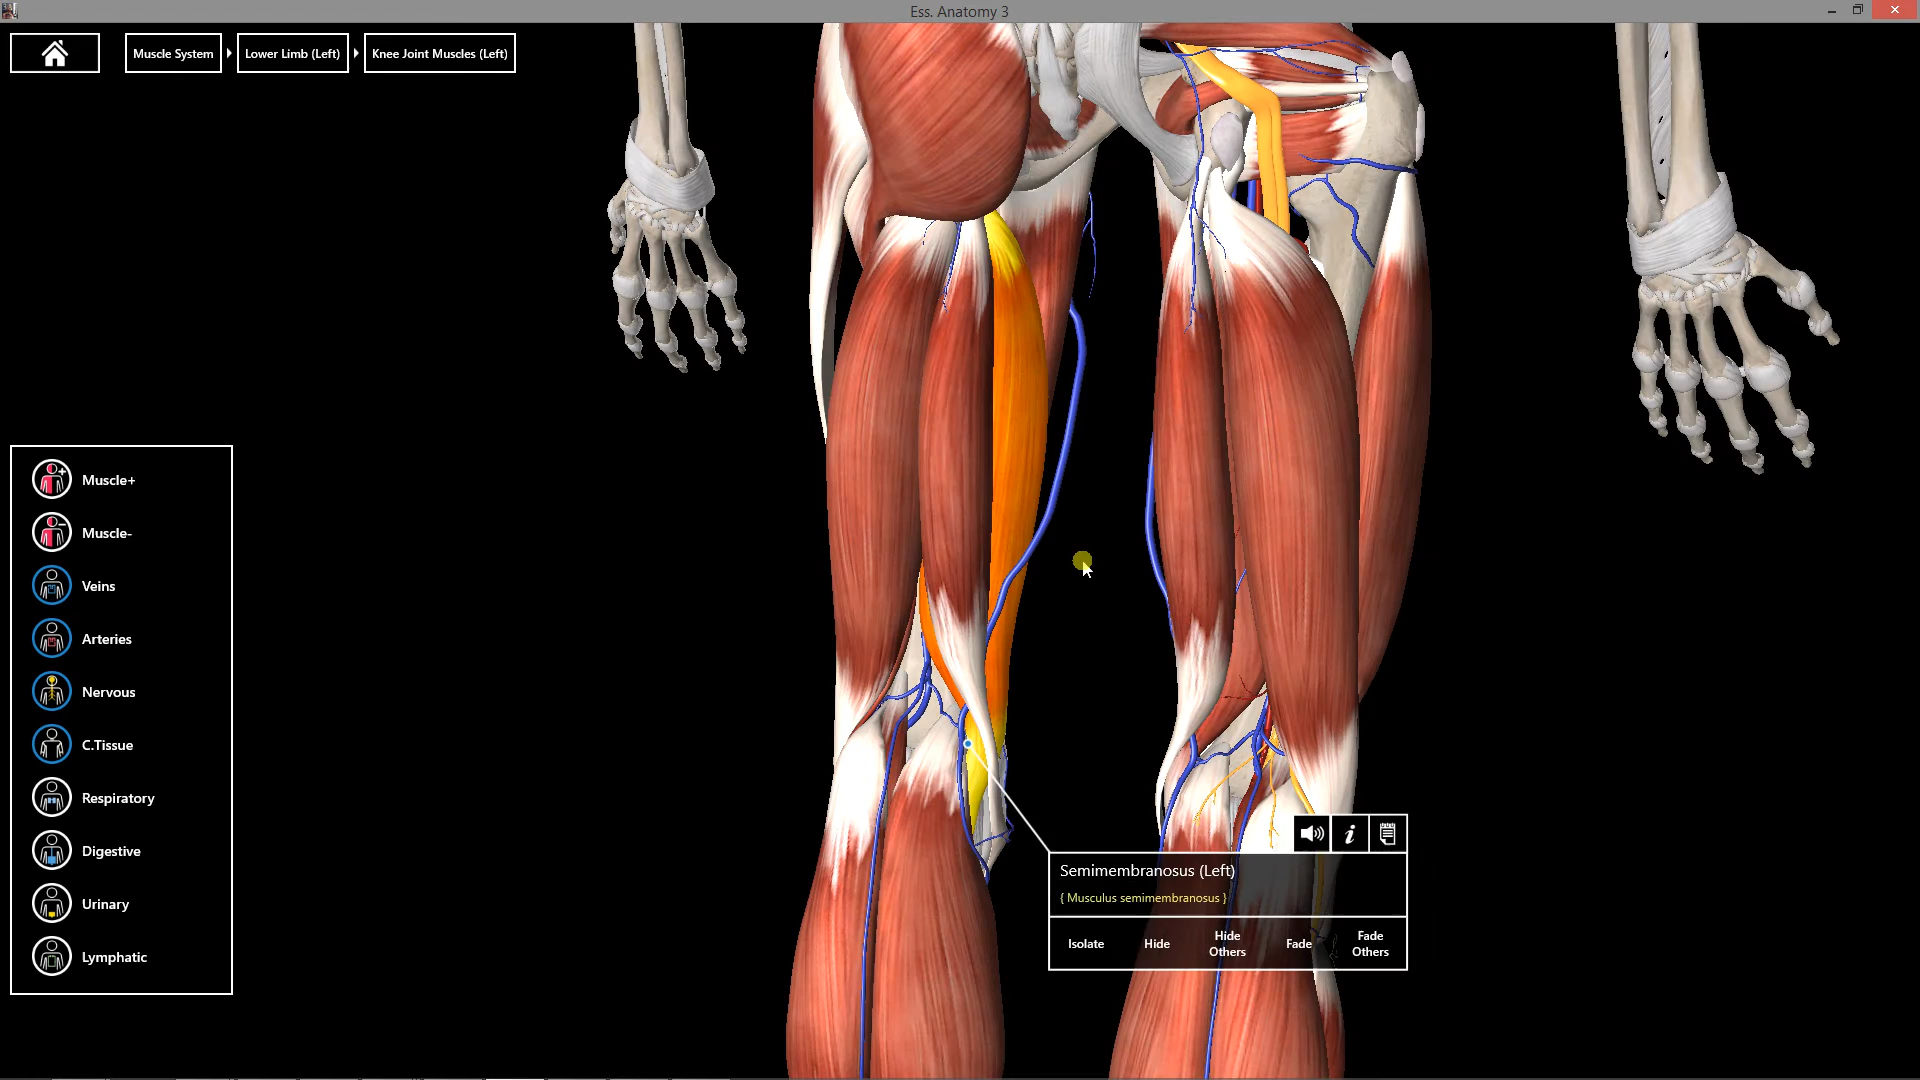 Ess. Anatomy 3
Muscle System
Lower Limb (Left)
Knee Joint Muscles (Left)
Muscle+
Muscle-
Veins
Arteries
Nervous
C.Tissue
Respiratory
Digestive
Urinary
Lymphatic
Semimembranosus (Left)
{ Musculus semimembranosus }
Isolate
Hide
Hide
Others
Fade
Fade
Others